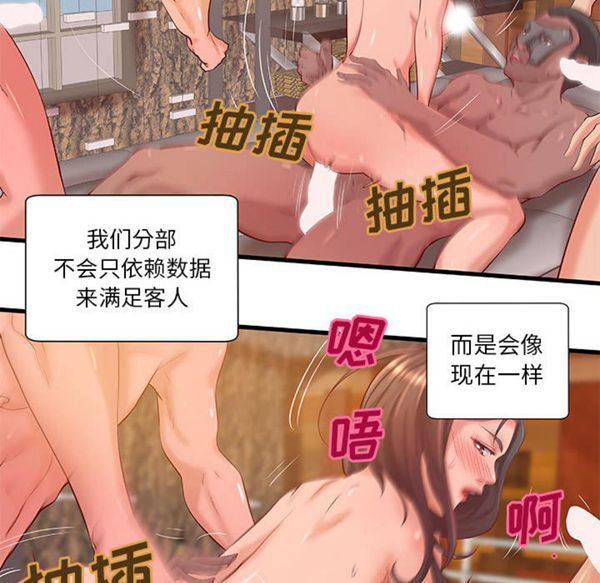 抽插
抽插
我们分部
不会只依赖数据
来满足客人
而是会像
现在一样
嗯
唔
啊
抽插